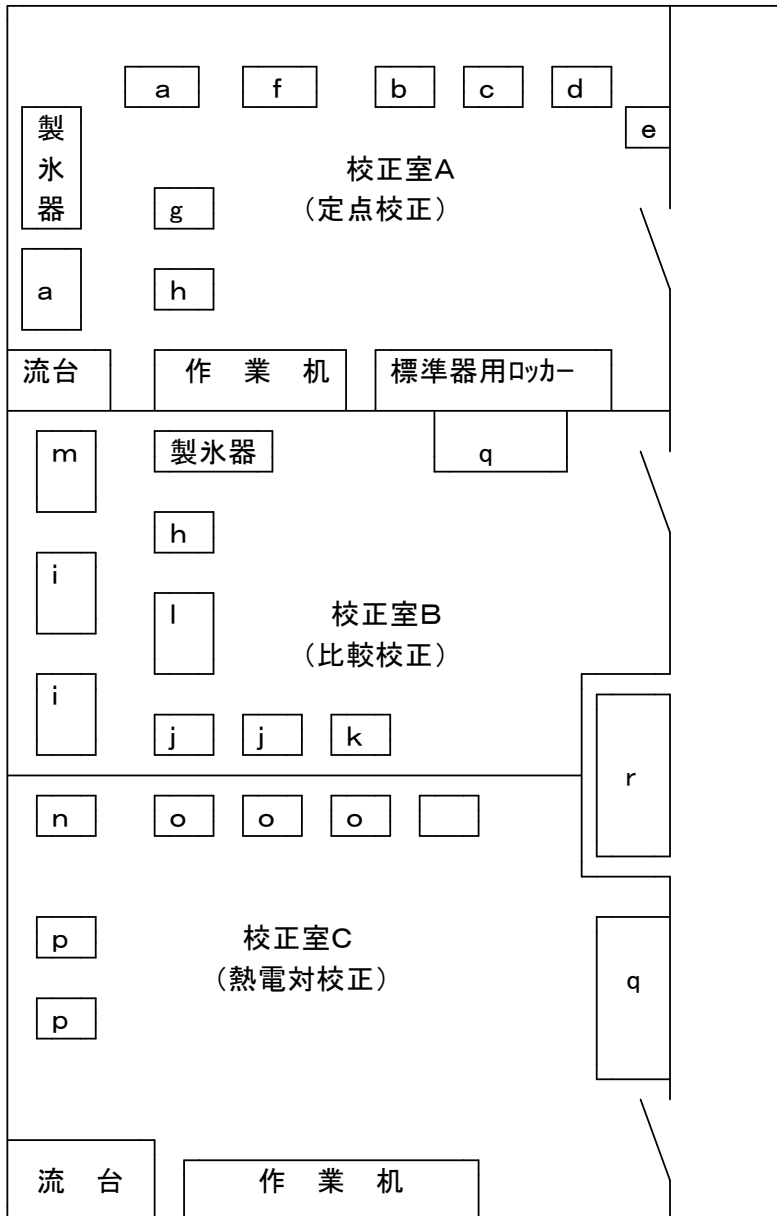 a f b c d
e
製氷器
校正室A
（定点校正）
g
a
h
流台 作 業 机 標準器用ロッカー
m 製氷器 q
h
i
l
校正室B
（比較校正）
i
j j k
r
n o o o
p
校正室C
（熱電対校正）
q
p
流 台 作 業 机